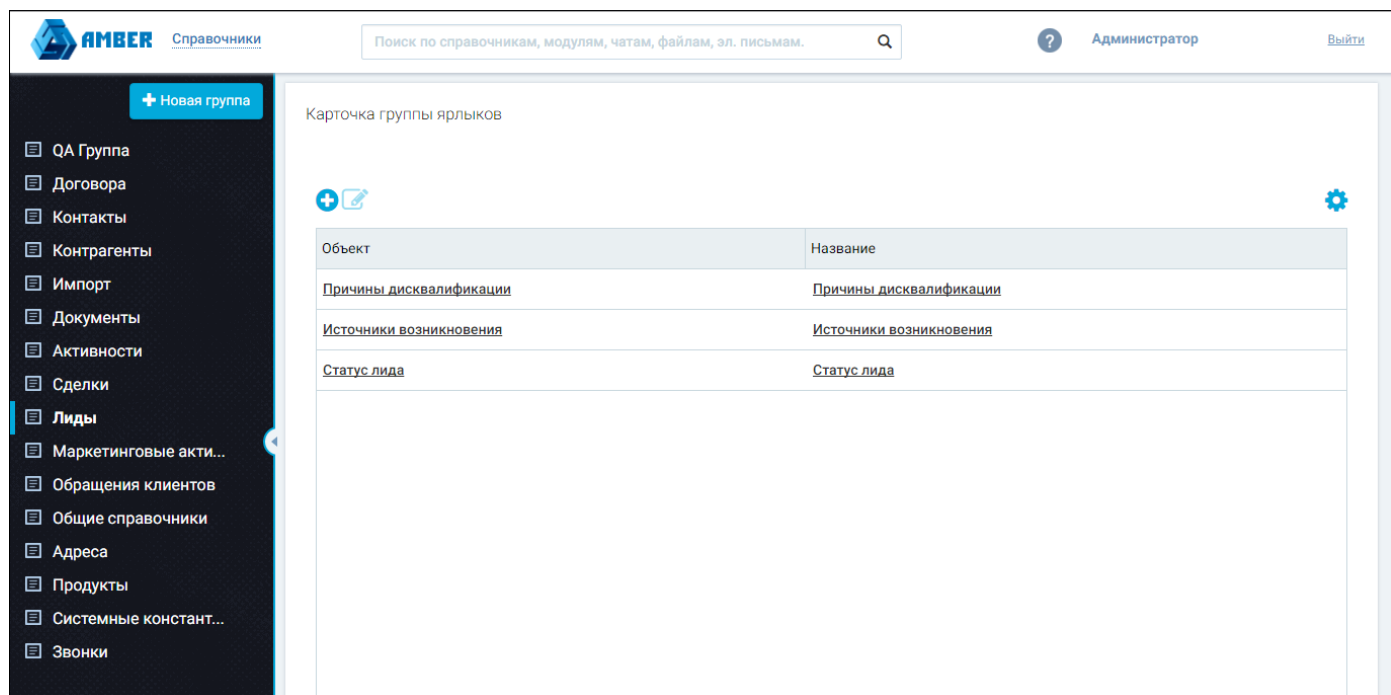 AMBER Справочники Поиск по справочникам, модулям, чатам, файлам, эл. письмам. ? Администратор Выйти
Новая группа
QA Группа
Договора
Контакты
Контрагенты
Импорт
Документы
Активности
Сделки
Лиды
Маркетинговые акти...
Обращения клиентов
Общие справочники
Адреса
Продукты
Системные констант...
Звонки
Карточка группы ярлыков
Объект Название
Причины дисквалификации Причины дисквалификации
Источники возникновения Источники возникновения
Статус лида Статус лида